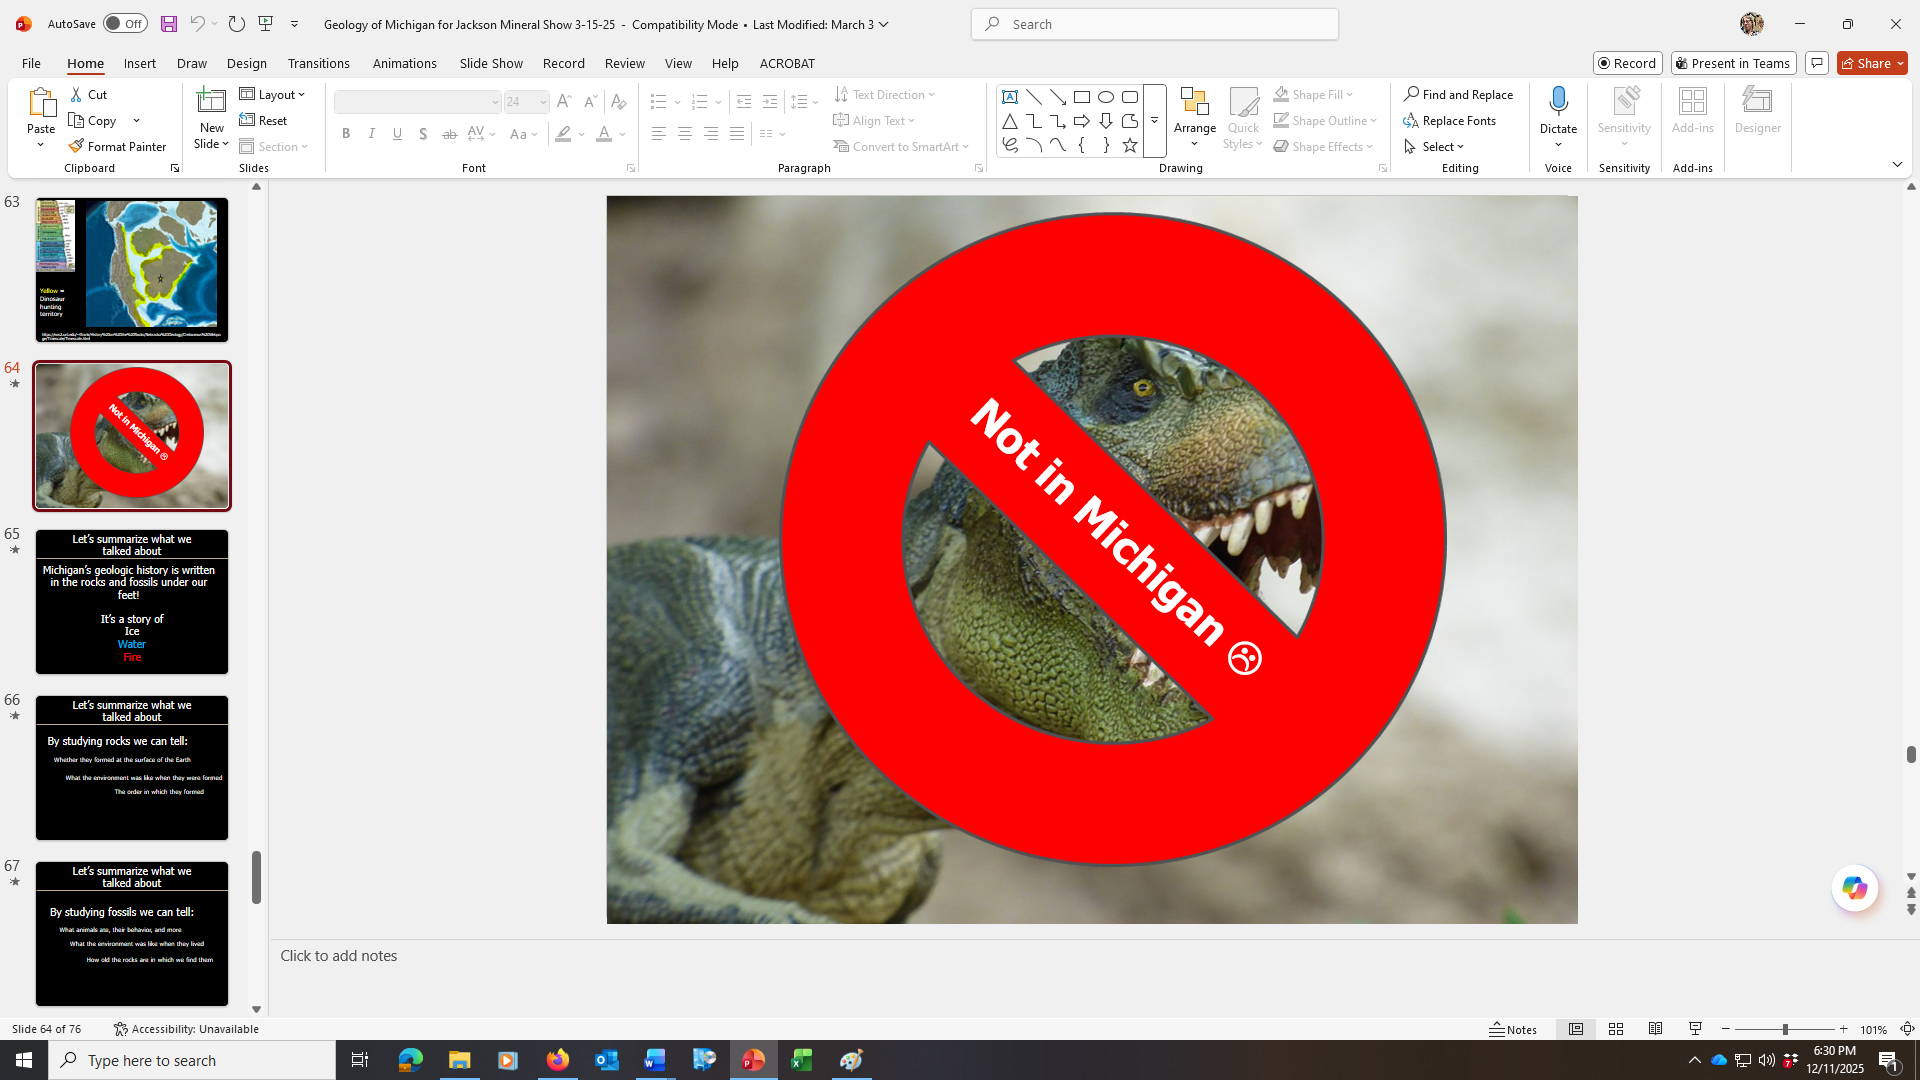 AutoSave Off
Geology of Michigan for Jackson Mineral Show 3-15-25 - Compatibility Mode • Last Modified: March 3
Search
File Home Insert Draw Design Transitions Animations Slide Show Record Review View Help ACROBAT
Record Present in Teams Share
Paste
Cut
Copy
Format Painter
Clipboard
New
Slide
Layout
Reset
Section
Slides
24
B I U S ab AV Aa A
Font
Text Direction
Align Text
Convert to SmartArt
Paragraph
Arrange
Quick
Styles
Shape Fill
Shape Outline
Shape Effects
Drawing
Find and Replace
Replace Fonts
Select
Editing
Dictate
Voice
Sensitivity
Sensitivity
Add-ins
Add-ins
Designer
63
Yellow =
Dinosaur
hunting
territory
64
Not in Michigan ☹
65
Let's summarize what we
talked about
Michigan's geologic history is written
in the rocks and fossils under our
feet!
It's a story of
Ice
Water
Fire
66
Let's summarize what we
talked about
By studying rocks we can tell:
Whether they formed at the surface of the Earth
What the environment was like when they were formed
The order in which they formed
67
Let's summarize what we
talked about
By studying fossils we can tell:
What animals ate, their behavior, and more
What the environment was like when they lived
How old the rocks are in which we find them
Not in Michigan ☹
Click to add notes
Slide 64 of 76
Accessibility: Unavailable
Notes
101%
Type here to search
6:30 PM
12/11/2025
1